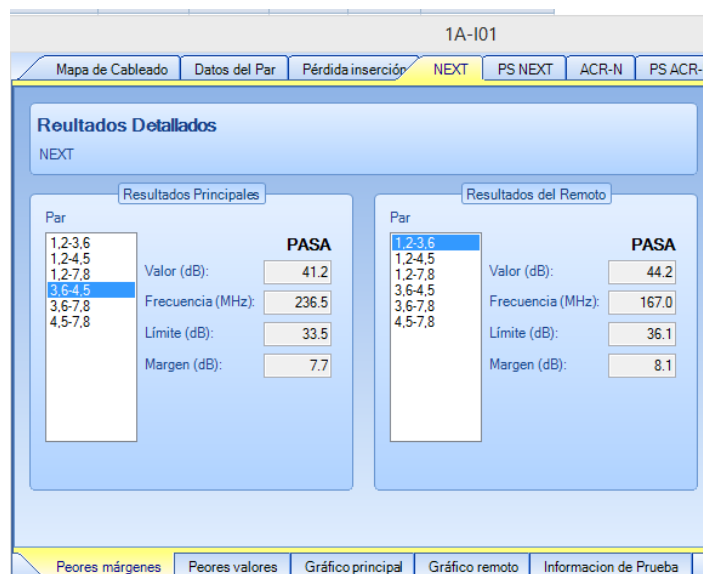 1A-I01
Mapa de Cableado Datos del Par Pérdida inserción NEXT PS NEXT ACR-N PS ACR-
Reultados Detallados
NEXT
Resultados Principales
Par
1,2-3,6
1,2-4,5
1,2-7,8
3,6-4,5
3,6-7,8
4,5-7,8
PASA
Valor (dB): 41.2
Frecuencia (MHz): 236.5
Límite (dB): 33.5
Margen (dB): 7.7
Resultados del Remoto
Par
1,2-3,6
1,2-4,5
1,2-7,8
3,6-4,5
3,6-7,8
4,5-7,8
PASA
Valor (dB): 44.2
Frecuencia (MHz): 167.0
Límite (dB): 36.1
Margen (dB): 8.1
Peores márgenes Peores valores Gráfico principal Gráfico remoto Informacion de Prueba